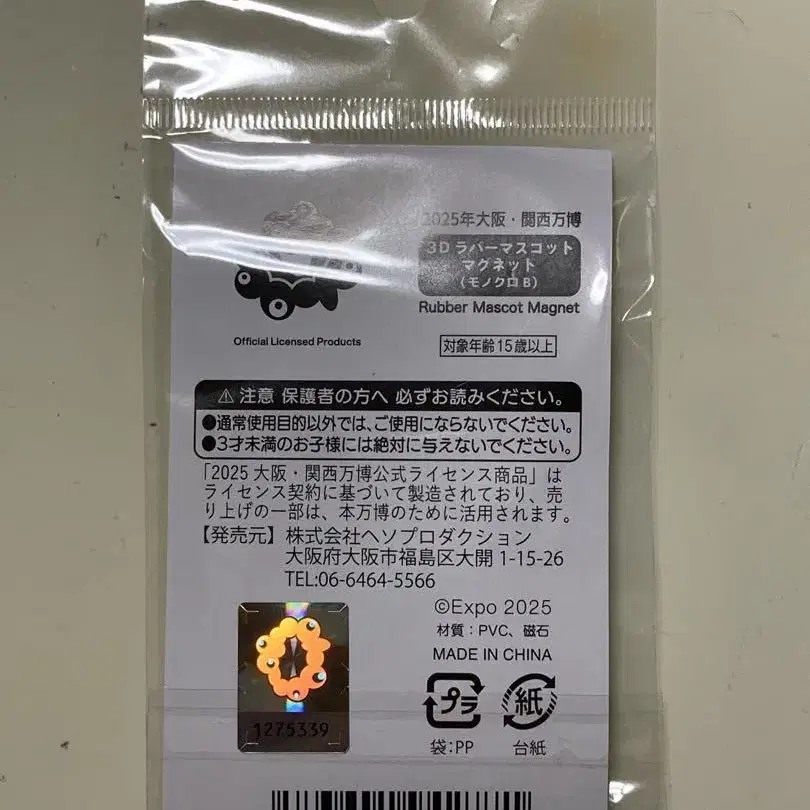 2025年大阪・関西万博
3Dラバーマスコット
マグネット
(モノクロB)
Rubber Mascot Magnet
Official Licensed Products
対象年齢15歳以上
⚠注意 保護者の方へ 必ずお読みください。
●通常使用目的以外では、ご使用にならないでください。
●3才未満のお子様には絶対に与えないでください。
「2025 大阪・関西万博公式ライセンス商品」は
ライセンス契約に基づいて製造されており、売
り上げの一部は、本万博のために活用されます。
【発売元】株式会社ヘソプロダクション
大阪府大阪市福島区大開 1-15-26
TEL:06-6464-5566
©Expo 2025
材質：PVC、磁石
MADE IN CHINA
1275339
プラ 紙
袋：PP 台紙